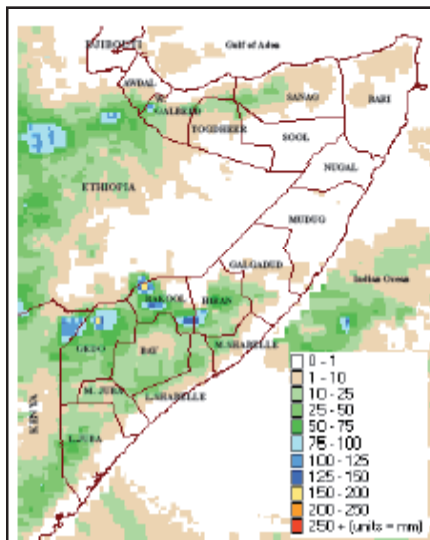 DJIBOUTI
Gulf of Aden
AWDAL
GALBEED
SANAG
BARI
TOGDHEER
SOOL
NUGAL
ETHIOPIA
MUDUG
GALGADUD
Indian Ocean
BAKOOL
HIRAN
GEDO
BAY
M. SHABELLE
M. JUBA
L. SHABELLE
KENYA
L. JUBA
0 - 1
1 - 10
10 - 25
25 - 50
50 - 75
75 - 100
100 - 125
125 - 150
150 - 200
200 - 250
250 + (units = mm)